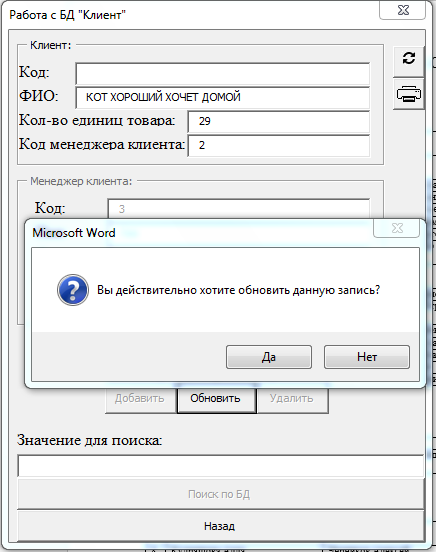 Работа с БД "Клиент"
Клиент:
Код:
ФИО: КОТ ХОРОШИЙ ХОЧЕТ ДОМОЙ
Кол-во единиц товара: 29
Код менеджера клиента: 2
Менеджер клиента:
Код: 3
Microsoft Word
Вы действительно хотите обновить данную запись?
Да Нет
Добавить Обновить Удалить
Значение для поиска:
Поиск по БД
Назад